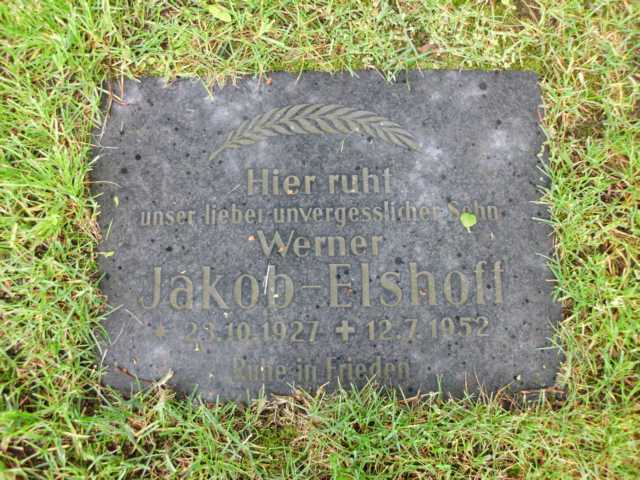 Hier ruht
unser lieber unvergesslicher Sohn
Werner
Jakob-Elshoff
* 23.10.1927 ✝ 12.7.1952
Ruhe in Frieden